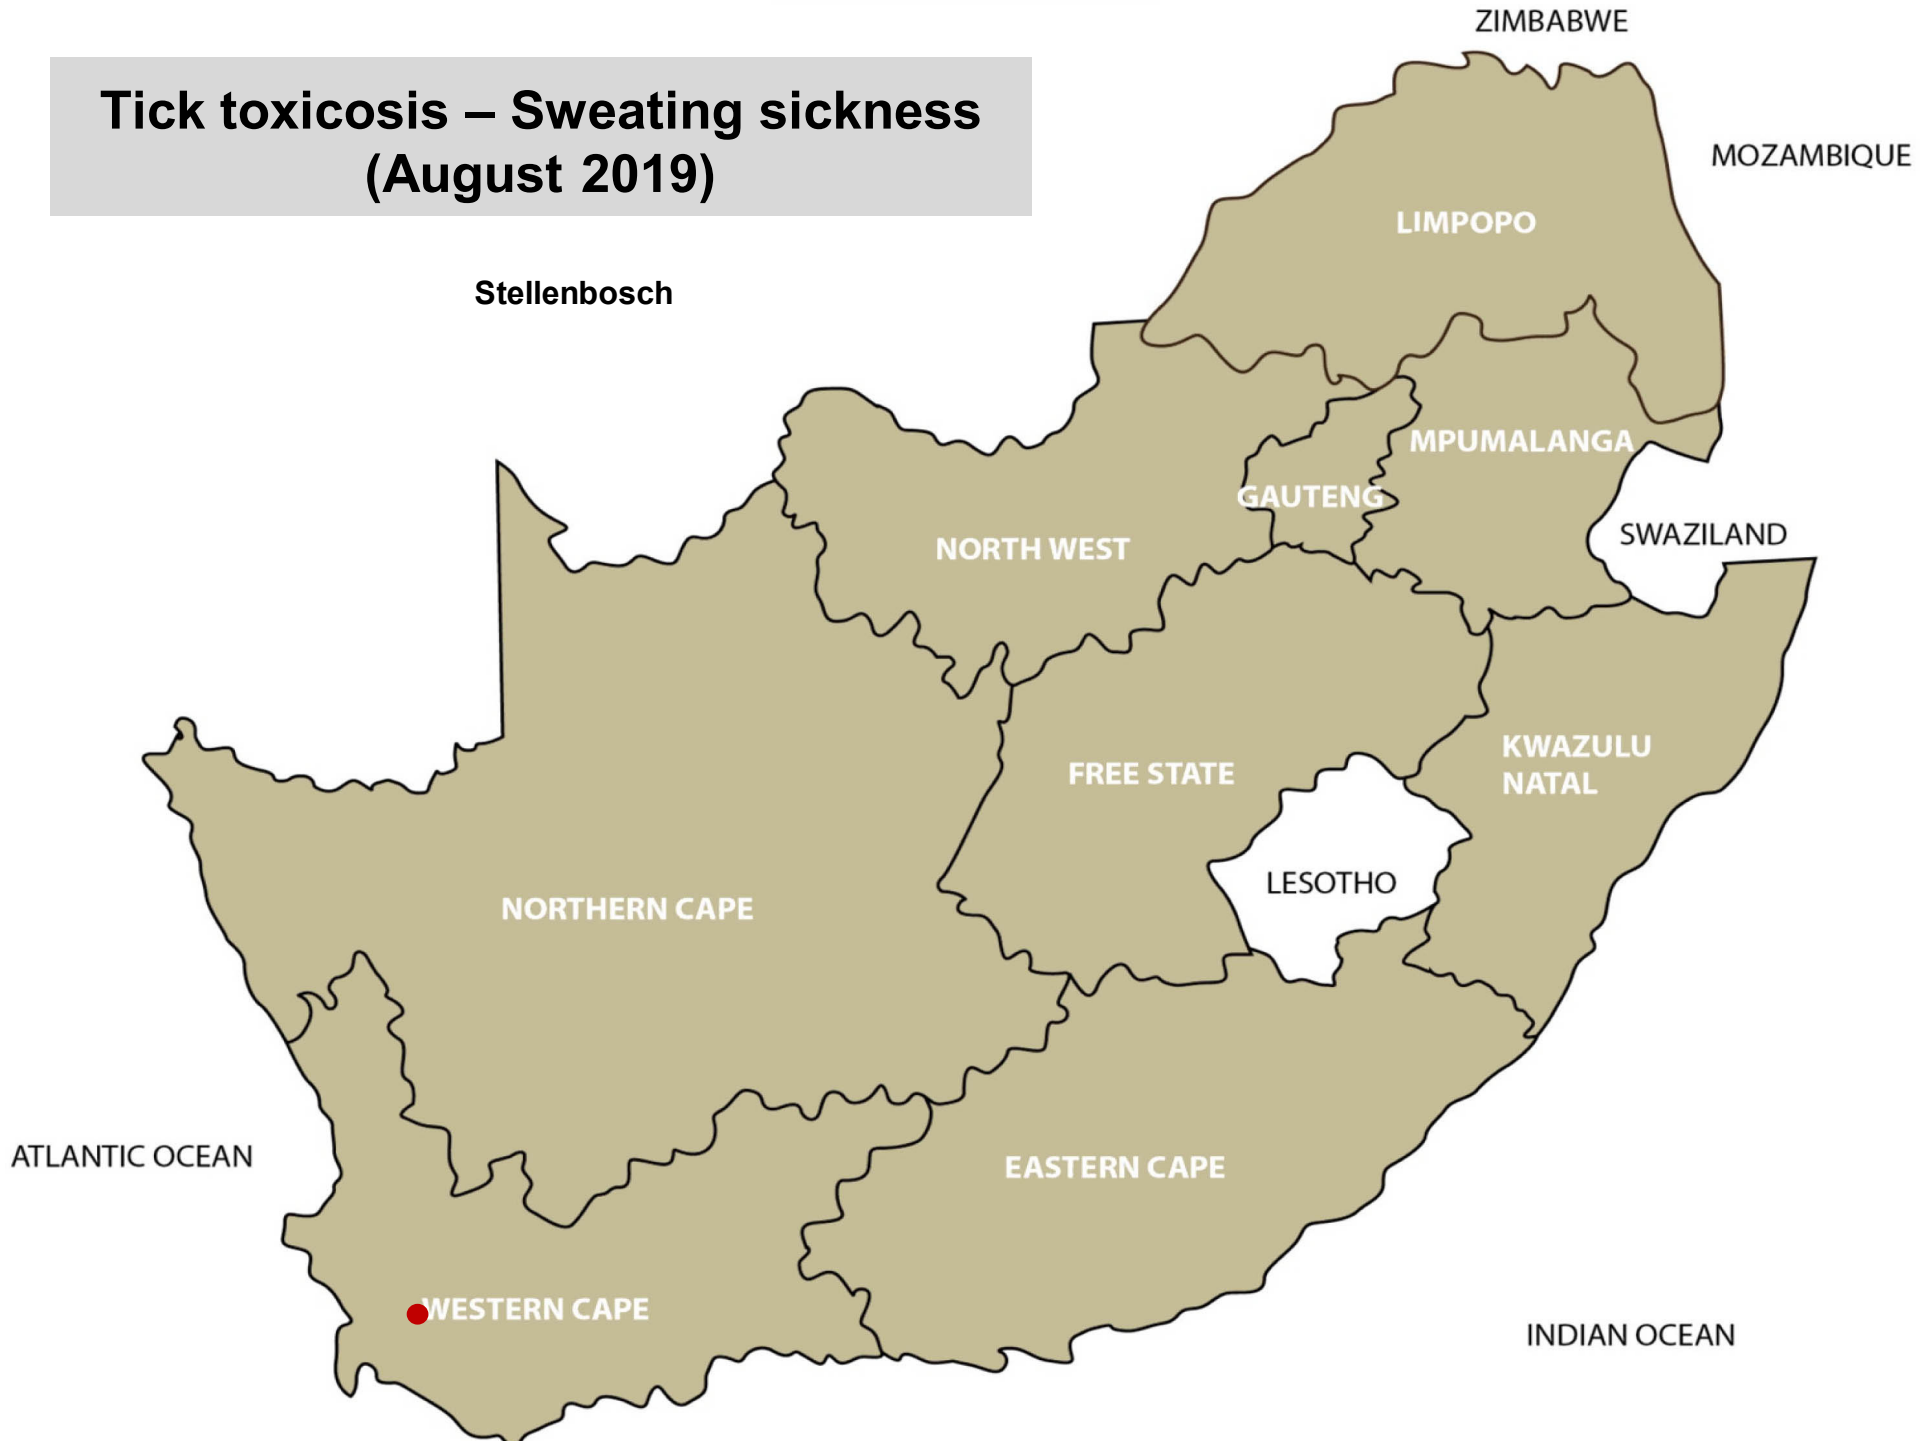 ZIMBABWE
Tick toxicosis – Sweating sickness
(August 2019)
MOZAMBIQUE
LIMPOPO
Stellenbosch
MPUMALANGA
GAUTENG
SWAZILAND
NORTH WEST
KWAZULU
NATAL
FREE STATE
LESOTHO
NORTHERN CAPE
ATLANTIC OCEAN
EASTERN CAPE
WESTERN CAPE
INDIAN OCEAN